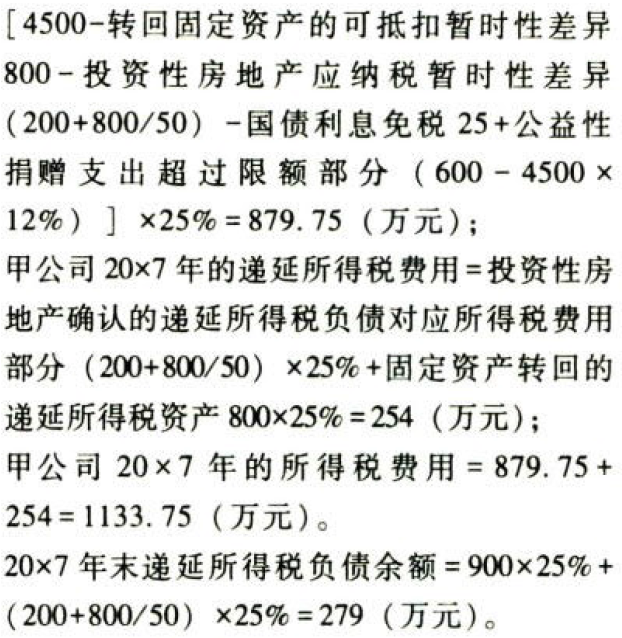 [4500-转回固定资产的可抵扣暂时性差异
800-投资性房地产应纳税暂时性差异
(200+800/50) -国债利息免税 25+公益性
捐赠支出超过限额部分 (600-4500×
12%) ] ×25%=879.75 (万元);
甲公司 20×7 年的递延所得税费用=投资性房
地产确认的递延所得税负债对应所得税费用
部分 (200+800/50) ×25%+固定资产转回的
递延所得税资产 800×25%=254 (万元);
甲公司 20×7 年的所得税费用=879.75+
254=1133.75 (万元)。
20×7 年末递延所得税负债余额=900×25%+
(200+800/50) ×25%=279 (万元)。